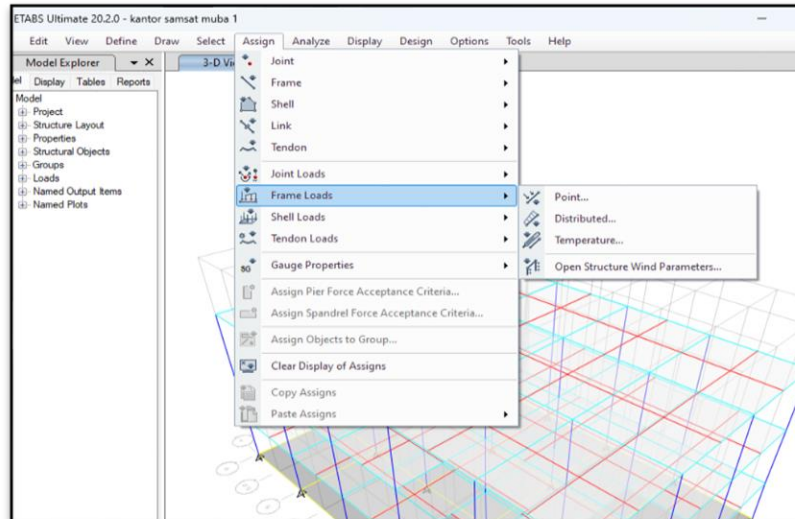 ETABS Ultimate 20.2.0 - kantor samsat muba 1
Edit View Define Draw Select Assign Analyze Display Design Options Tools Help
Model Explorer
3-D Vi
el Display Tables Reports
Model
Project
Structure Layout
Properties
Structural Objects
Groups
Loads
Named Output Items
Named Plots
Joint
Frame
Shell
Link
Tendon
Joint Loads
Frame Loads
Shell Loads
Tendon Loads
Gauge Properties
Assign Pier Force Acceptance Criteria...
Assign Spandrel Force Acceptance Criteria...
Assign Objects to Group...
Clear Display of Assigns
Copy Assigns
Paste Assigns
Point...
Distributed...
Temperature...
Open Structure Wind Parameters...